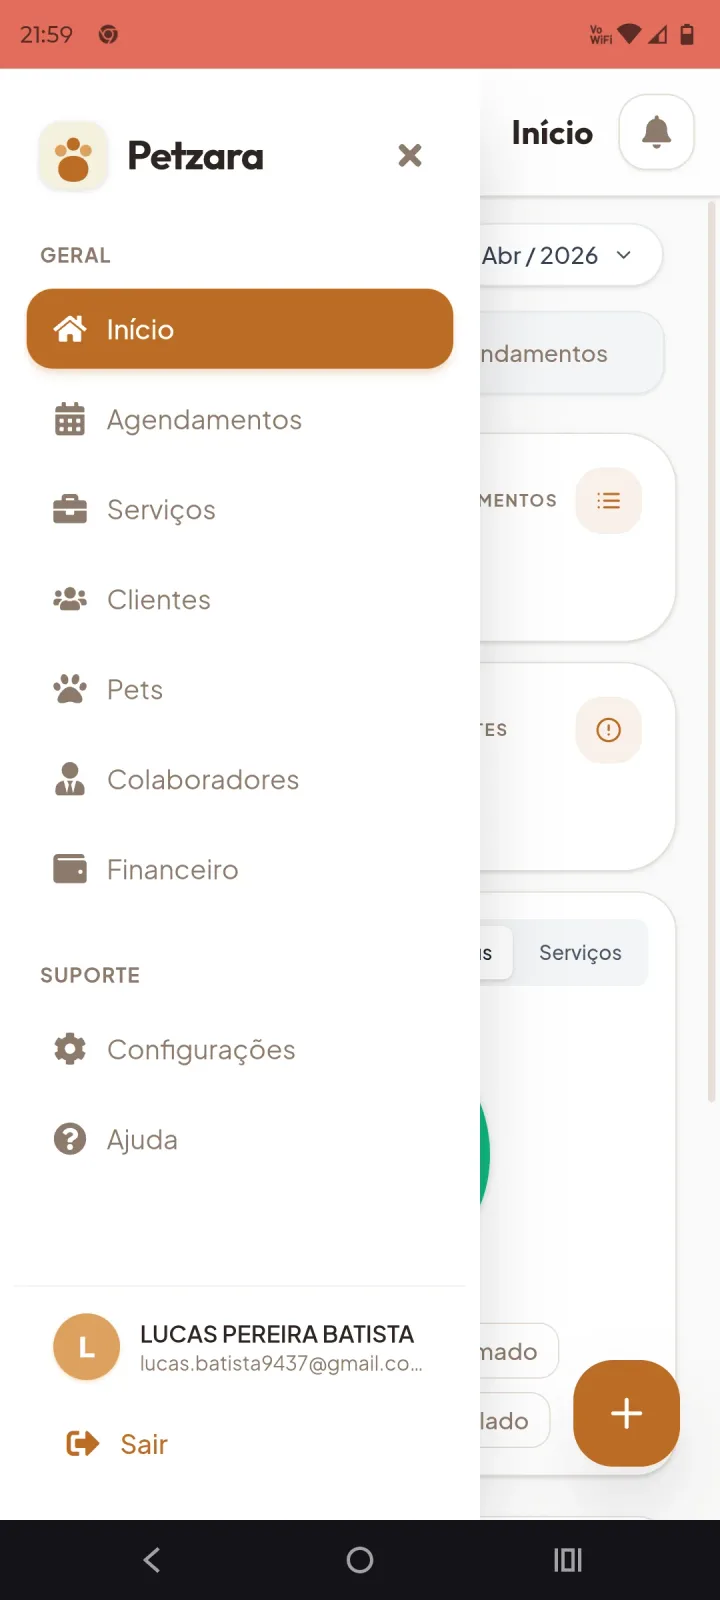 21:59
Vo
WiFi
Petzara
Início
GERAL
Abr / 2026
Início
ndamentos
Agendamentos
Serviços
MENTOS
Clientes
Pets
TES
Colaboradores
Financeiro
Serviços
SUPORTE
Configurações
Ajuda
LUCAS PEREIRA BATISTA
lucas.batista9437@gmail.co...
L
mado
lado
Sair